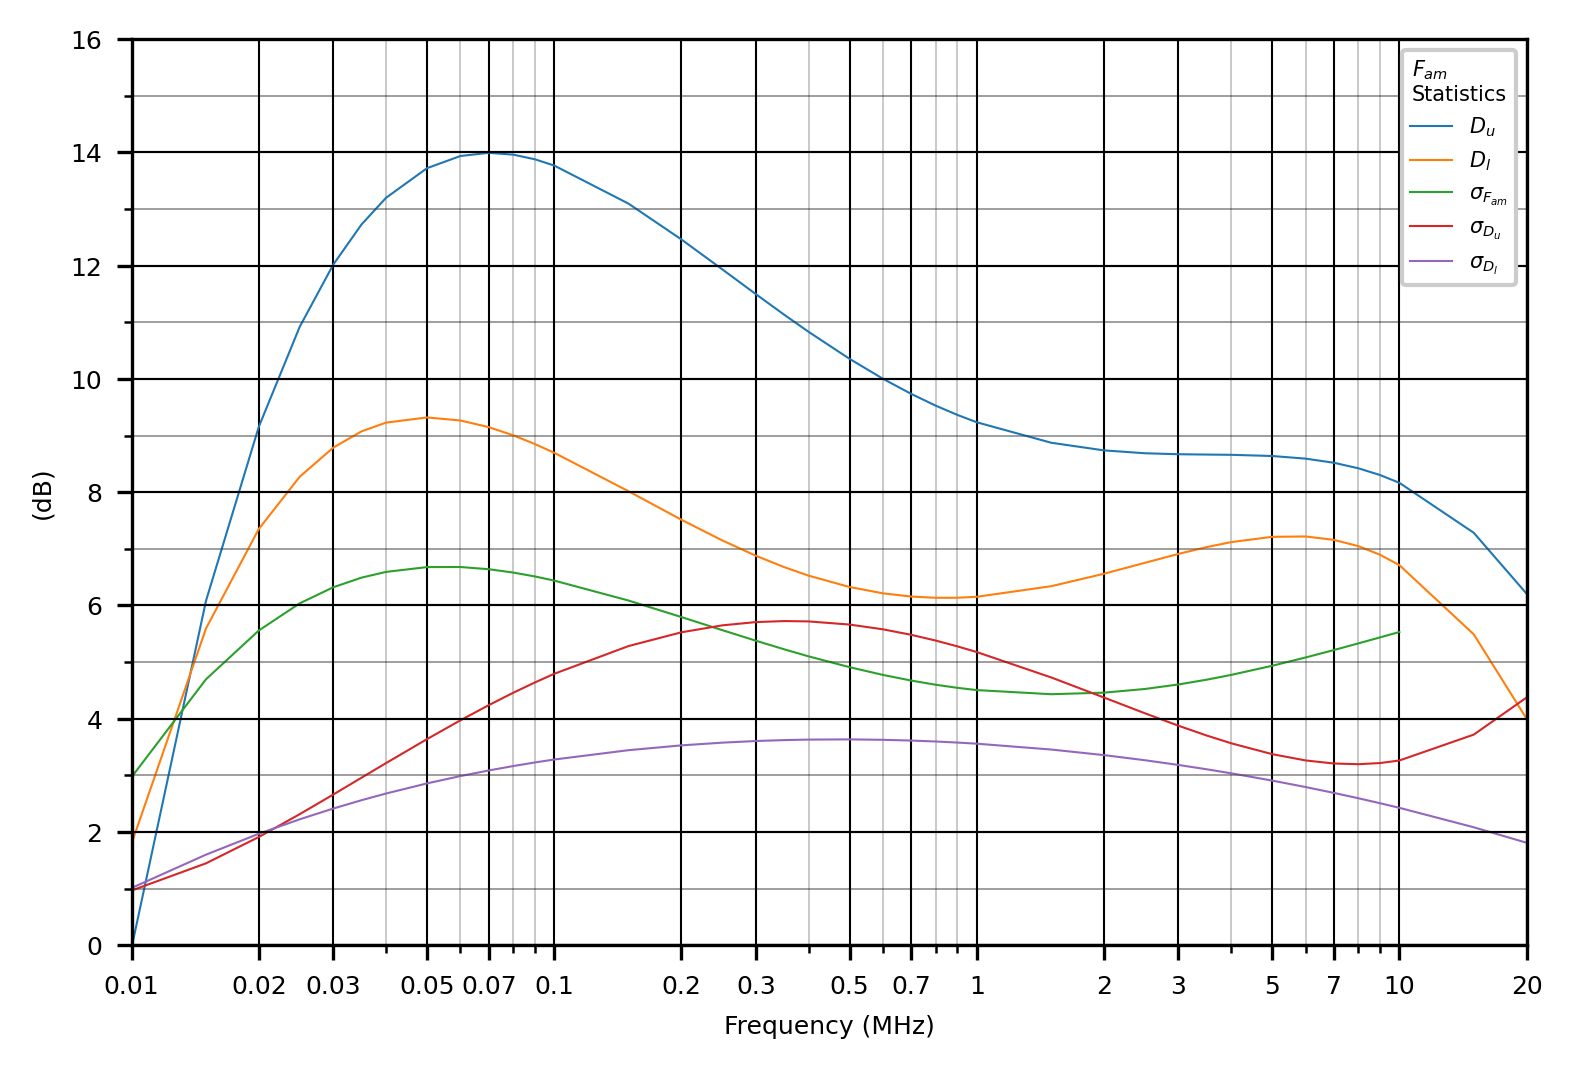 16
14
12
10
8
6
4
2
0
(dB)
F_am
Statistics
D_u
D_l
σ_F_am
σ_D_u
σ_D_l
0.01 0.02 0.03 0.05 0.07 0.1 0.2 0.3 0.5 0.7 1 2 3 5 7 10 20
Frequency (MHz)